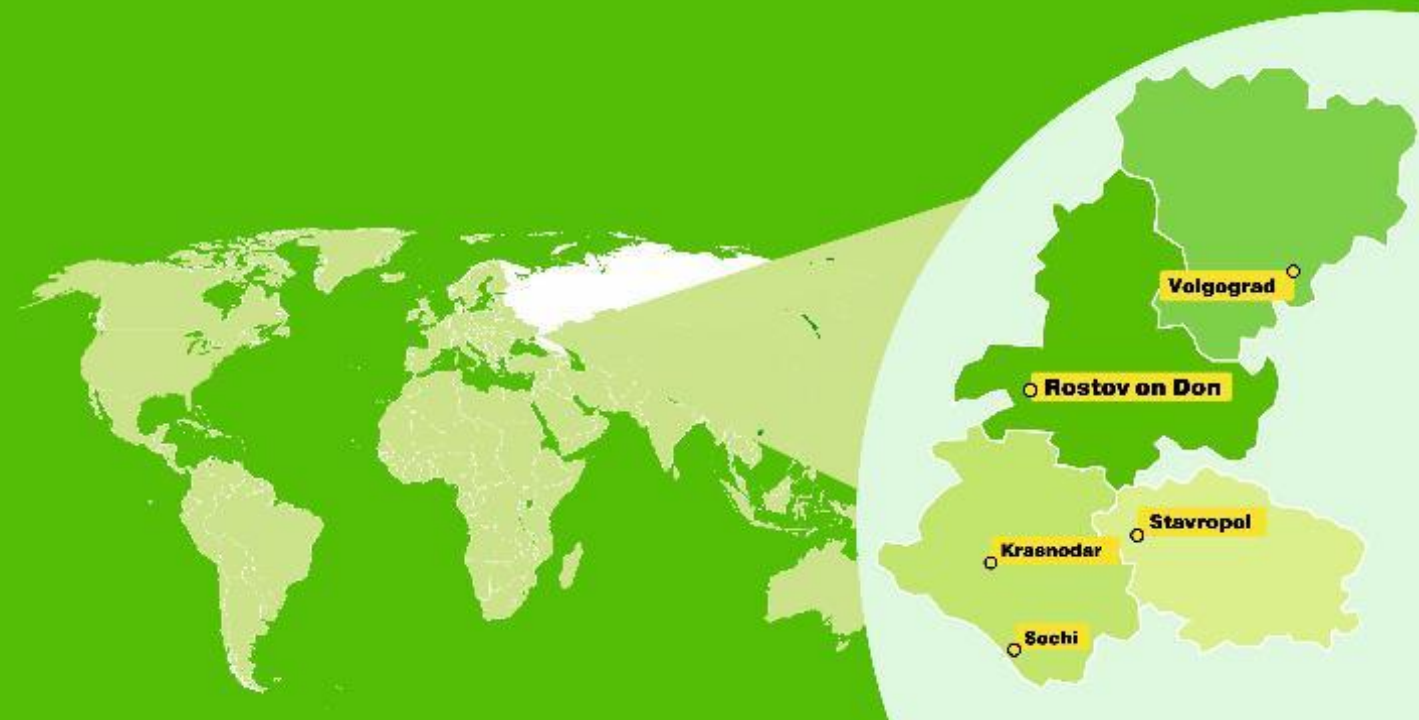 Volgograd
Rostov on Don
Stavropol
Krasnodar
Sochi